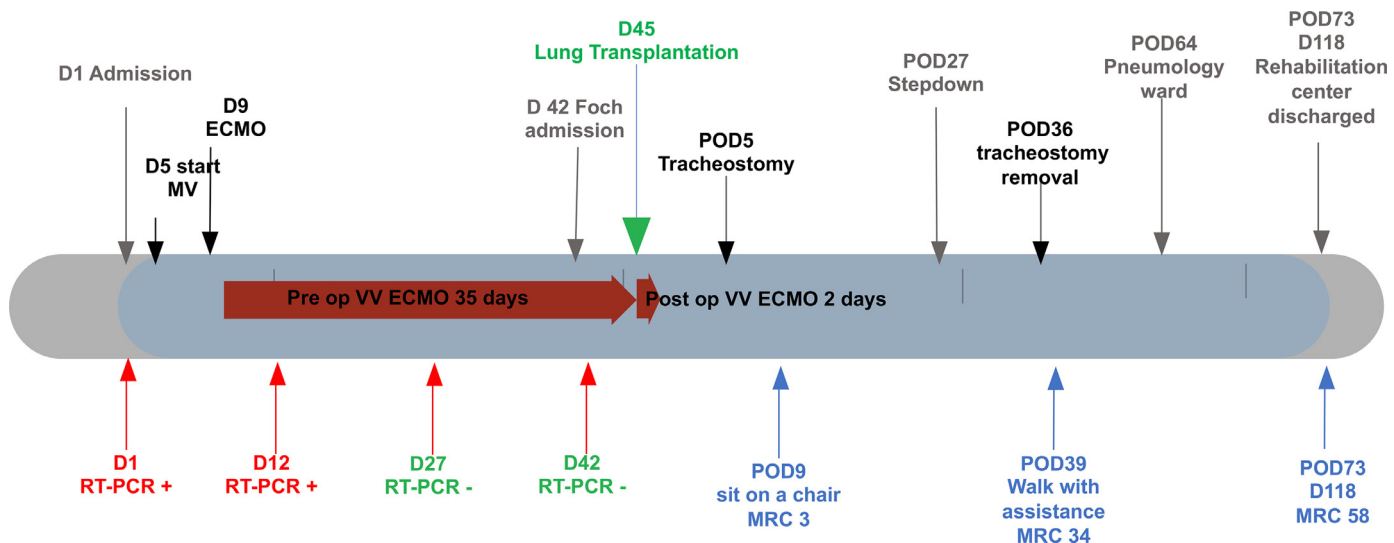 D1 Admission
D5 start
MV
D9
ECMO
D 42 Foch
admission
D45
Lung Transplantation
POD5
Tracheostomy
POD27
Stepdown
POD36
tracheostomy
removal
POD64
Pneumology
ward
POD73
D118
Rehabilitation
center
discharged
Pre op VV ECMO 35 days
Post op VV ECMO 2 days
D1
RT-PCR +
D12
RT-PCR +
D27
RT-PCR -
D42
RT-PCR -
POD9
sit on a chair
MRC 3
POD39
Walk with
assistance
MRC 34
POD73
D118
MRC 58